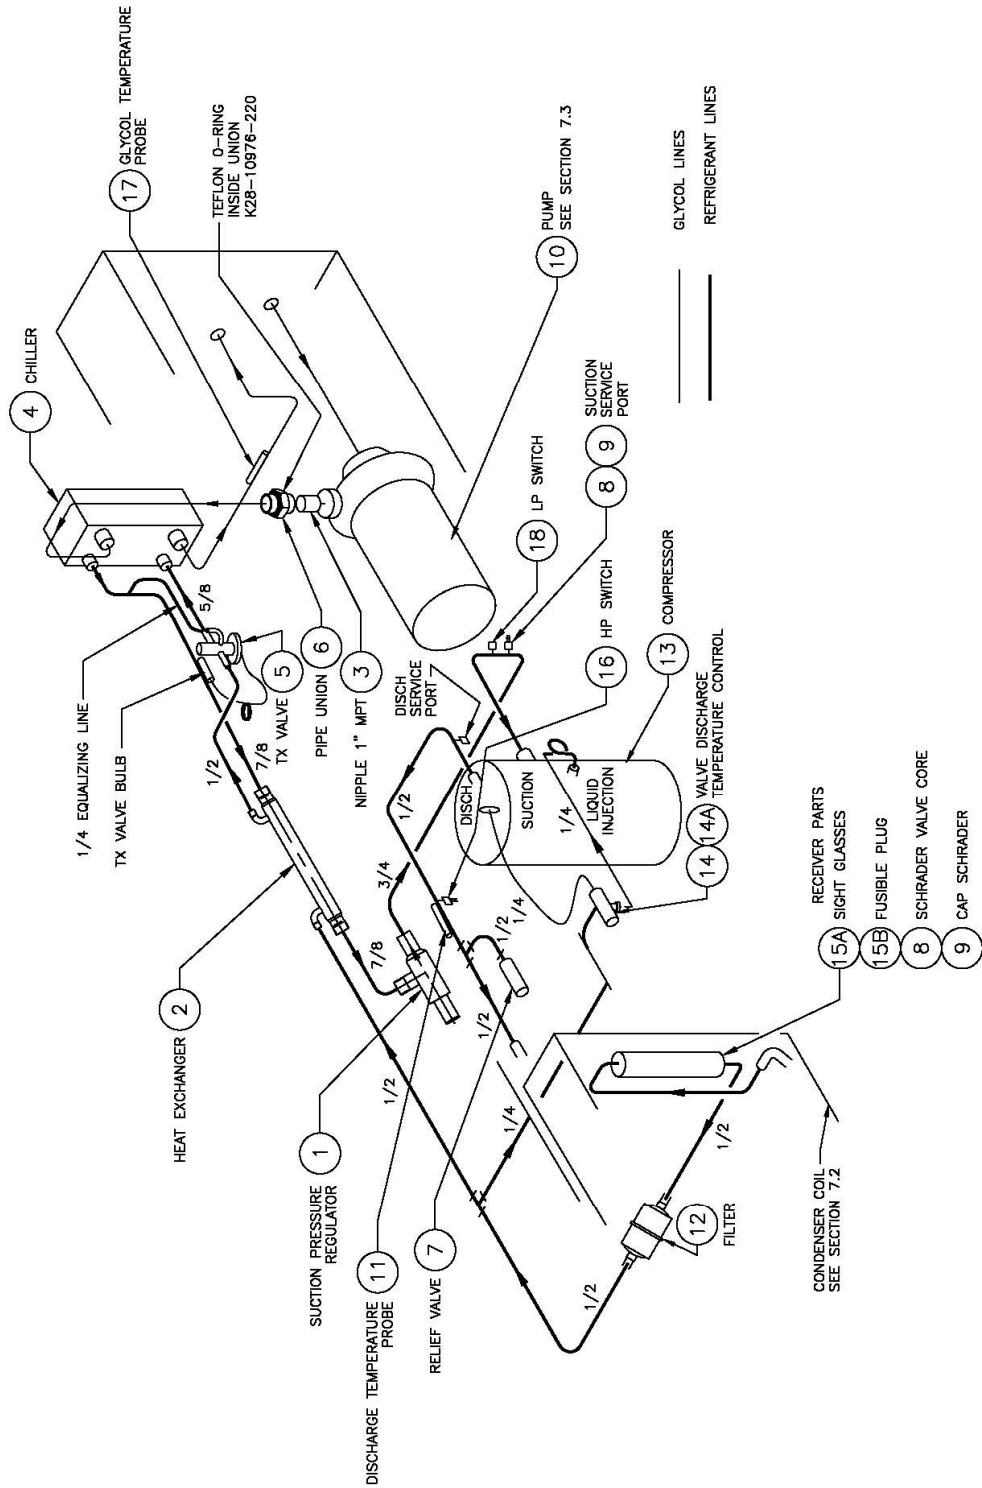 17 GLYCOL TEMPERATURE
PROBE
TEFLON O-RING
INSIDE UNION
K28-10976-220
10 PUMP
SEE SECTION 7.3
GLYCOL LINES
REFRIGERANT LINES
4 CHILLER
8 9 SUCTION
SERVICE
PORT
18 LP SWITCH
16 HP SWITCH
13 COMPRESSOR
14 14A VALVE DISCHARGE
TEMPERATURE CONTROL
1/4 EQUALIZING LINE
TX VALVE BULB
5/8
5
TX VALVE
6
PIPE UNION
3
NIPPLE 1" MPT
DISCH
SERVICE
PORT
1/2
7/8
1/2
DISCH
SUCTION
1/4
LIQUID
INJECTION
3/4
7/8
1/2
1/4
1/2
RECEIVER PARTS
15A SIGHT GLASSES
15B FUSIBLE PLUG
8 SCHRADER VALVE CORE
9 CAP SCHRADER
HEAT EXCHANGER 2
SUCTION PRESSURE
REGULATOR
1
1/2
1/4
DISCHARGE TEMPERATURE
PROBE
11
RELIEF VALVE 7
1/2
12
FILTER
1/2
CONDENSER COIL
SEE SECTION 7.2